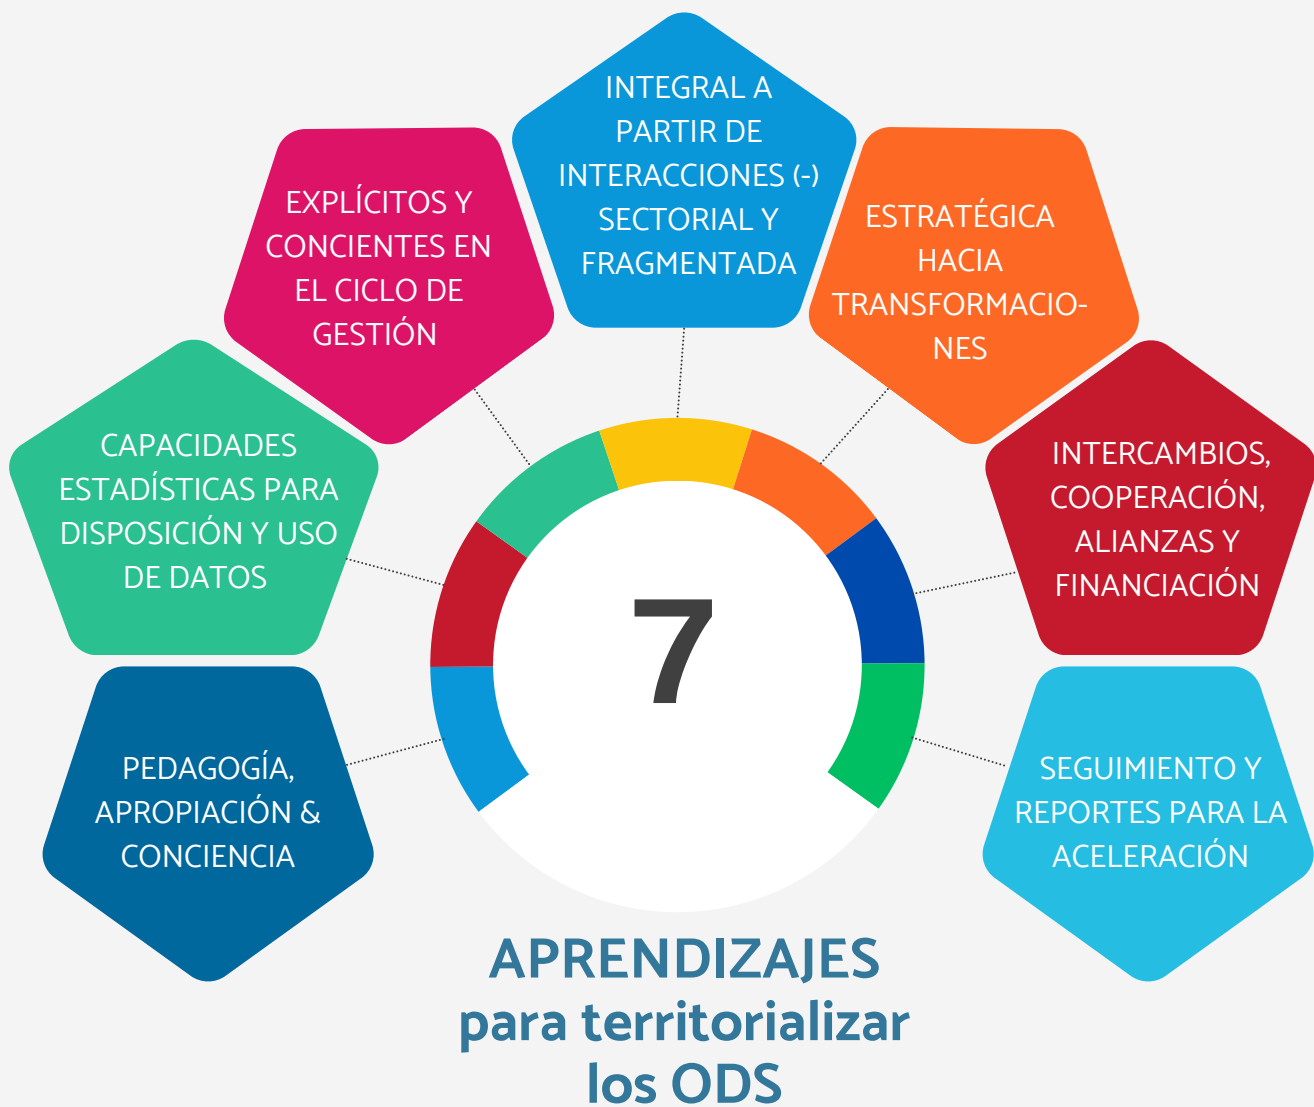 INTEGRAL A
PARTIR DE
INTERACCIONES (-)
SECTORIAL Y
FRAGMENTADA
EXPLÍCITOS Y
CONCIENTES EN
EL CICLO DE
GESTIÓN
ESTRATÉGICA
HACIA
TRANSFORMACIO-
NES
CAPACIDADES
ESTADÍSTICAS PARA
DISPOSICIÓN Y USO
DE DATOS
INTERCAMBIOS,
COOPERACIÓN,
ALIANZAS Y
FINANCIACIÓN
7
PEDAGOGÍA,
APROPIACIÓN &
CONCIENCIA
SEGUIMIENTO Y
REPORTES PARA LA
ACELERACIÓN
APRENDIZAJES
para territorializar
los ODS